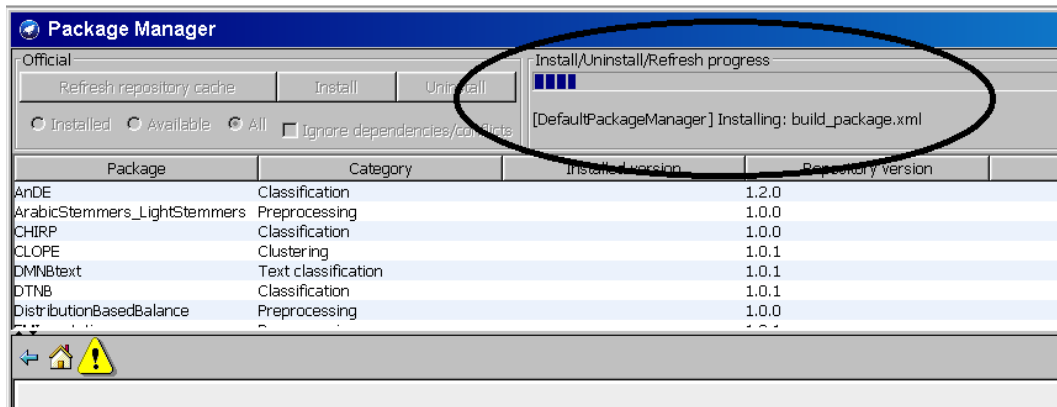 Package Manager
Official
Install/Uninstall/Refresh progress
Refresh repository cache Install Uninstall
[DefaultPackageManager] Installing: build_package.xml
Installed Available All Ignore dependencies/conflicts
Package Category Installed version Repository version
AnDE Classification 1.2.0
ArabicStemmers_LightStemmers Preprocessing 1.0.0
CHIRP Classification 1.0.0
CLOPE Clustering 1.0.1
DMNBtext Text classification 1.0.1
DTNB Classification 1.0.1
DistributionBasedBalance Preprocessing 1.0.0